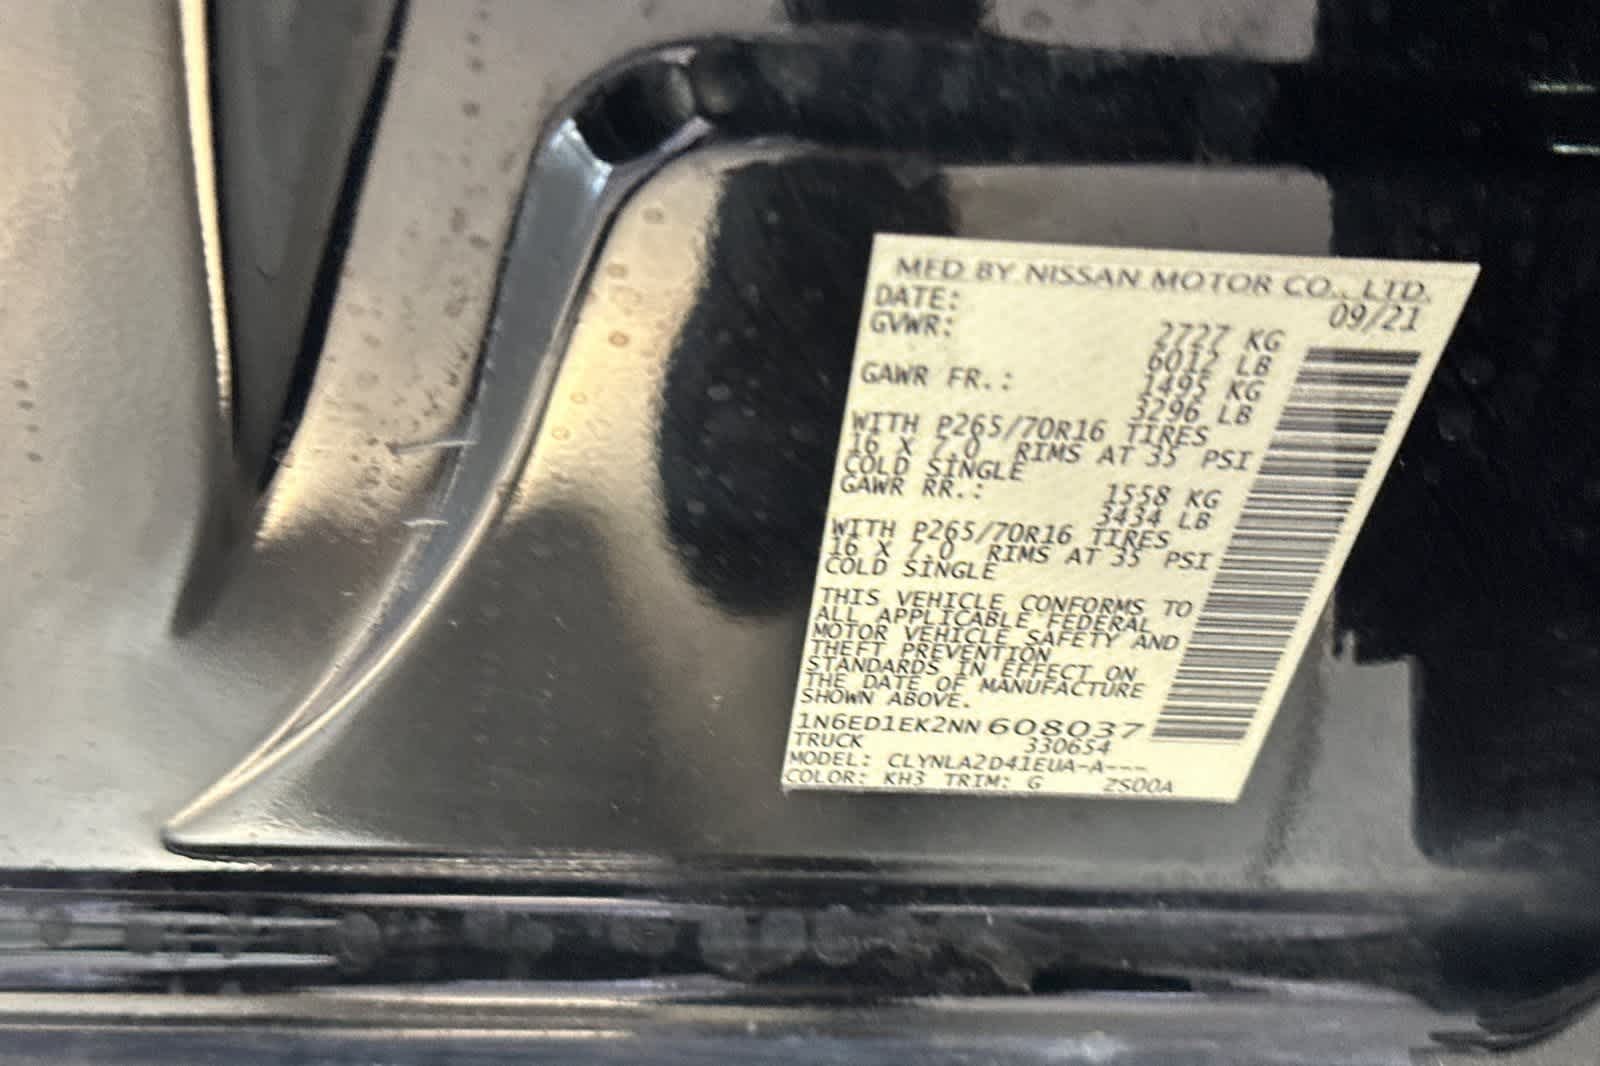 MFD BY NISSAN MOTOR CO., LTD.
DATE: 09/21
GVWR: 2727 KG
6012 LB
GAWR FR.: 1495 KG
3296 LB
WITH P265/70R16 TIRES
16 X 7.0 RIMS AT 35 PSI
COLD SINGLE
GAWR RR.: 1558 KG
3434 LB
WITH P265/70R16 TIRES
16 X 7.0 RIMS AT 35 PSI
COLD SINGLE
THIS VEHICLE CONFORMS TO
ALL APPLICABLE FEDERAL
MOTOR VEHICLE SAFETY AND
THEFT PREVENTION
STANDARDS IN EFFECT ON
THE DATE OF MANUFACTURE
SHOWN ABOVE.
1N6ED1EK2NN 608037
TRUCK 330654
MODEL: CLYNLA2D41EUA-A---
COLOR: KH3 TRIM: G ZS00A